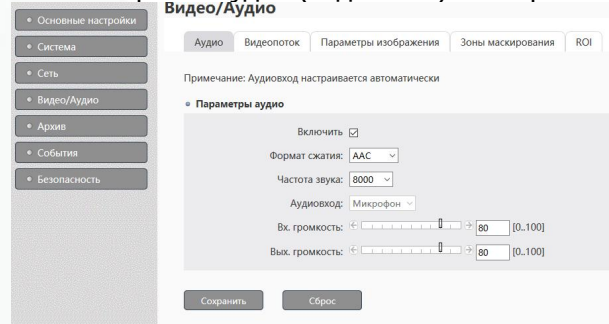 Видео/Аудио
Основные настройки
Система
Сеть
Видео/Аудио
Архив
События
Безопасность
Аудио Видеопоток Параметры изображения Зоны маскирования ROI
Примечание: Аудиовход настраивается автоматически
Параметры аудио
Включить
Формат сжатия: AAC
Частота звука: 8000
Аудиовход: Микрофон
Вх. громкость: 80 [0..100]
Вых. громкость: 80 [0..100]
Сохранить Сброс